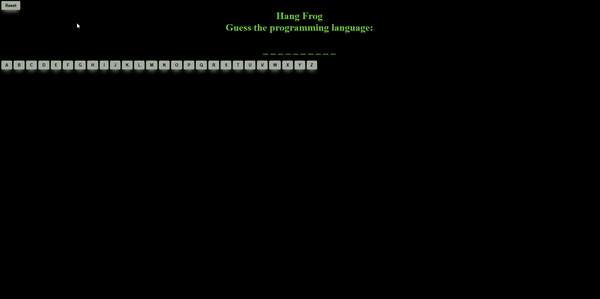 Reset
Hang Frog
Guess the programming language:
_ _ _ _ _ _ _ _ _ _
A B C D E F G H I J K L M N O P Q R S T U V W X Y Z